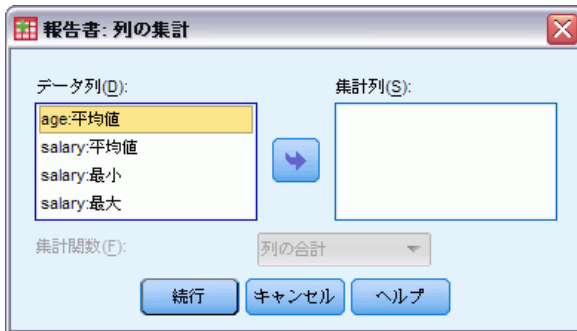 報告書: 列の集計
データ列(D):
集計列(S):
age:平均値
salary:平均値
salary:最小
salary:最大
集計関数(F):
列の合計
続行
キャンセル
ヘルプ